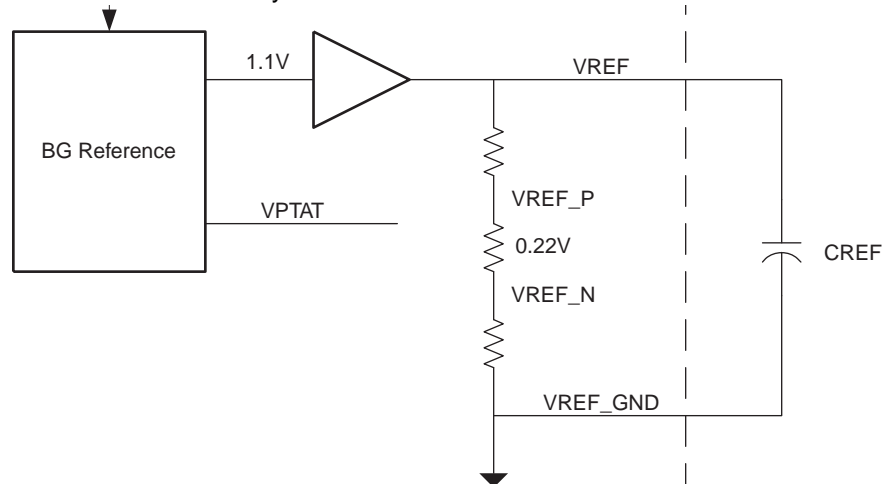 1.1V
VREF
BG Reference
VREF_P
VPTAT
0.22V
CREF
VREF_N
VREF_GND